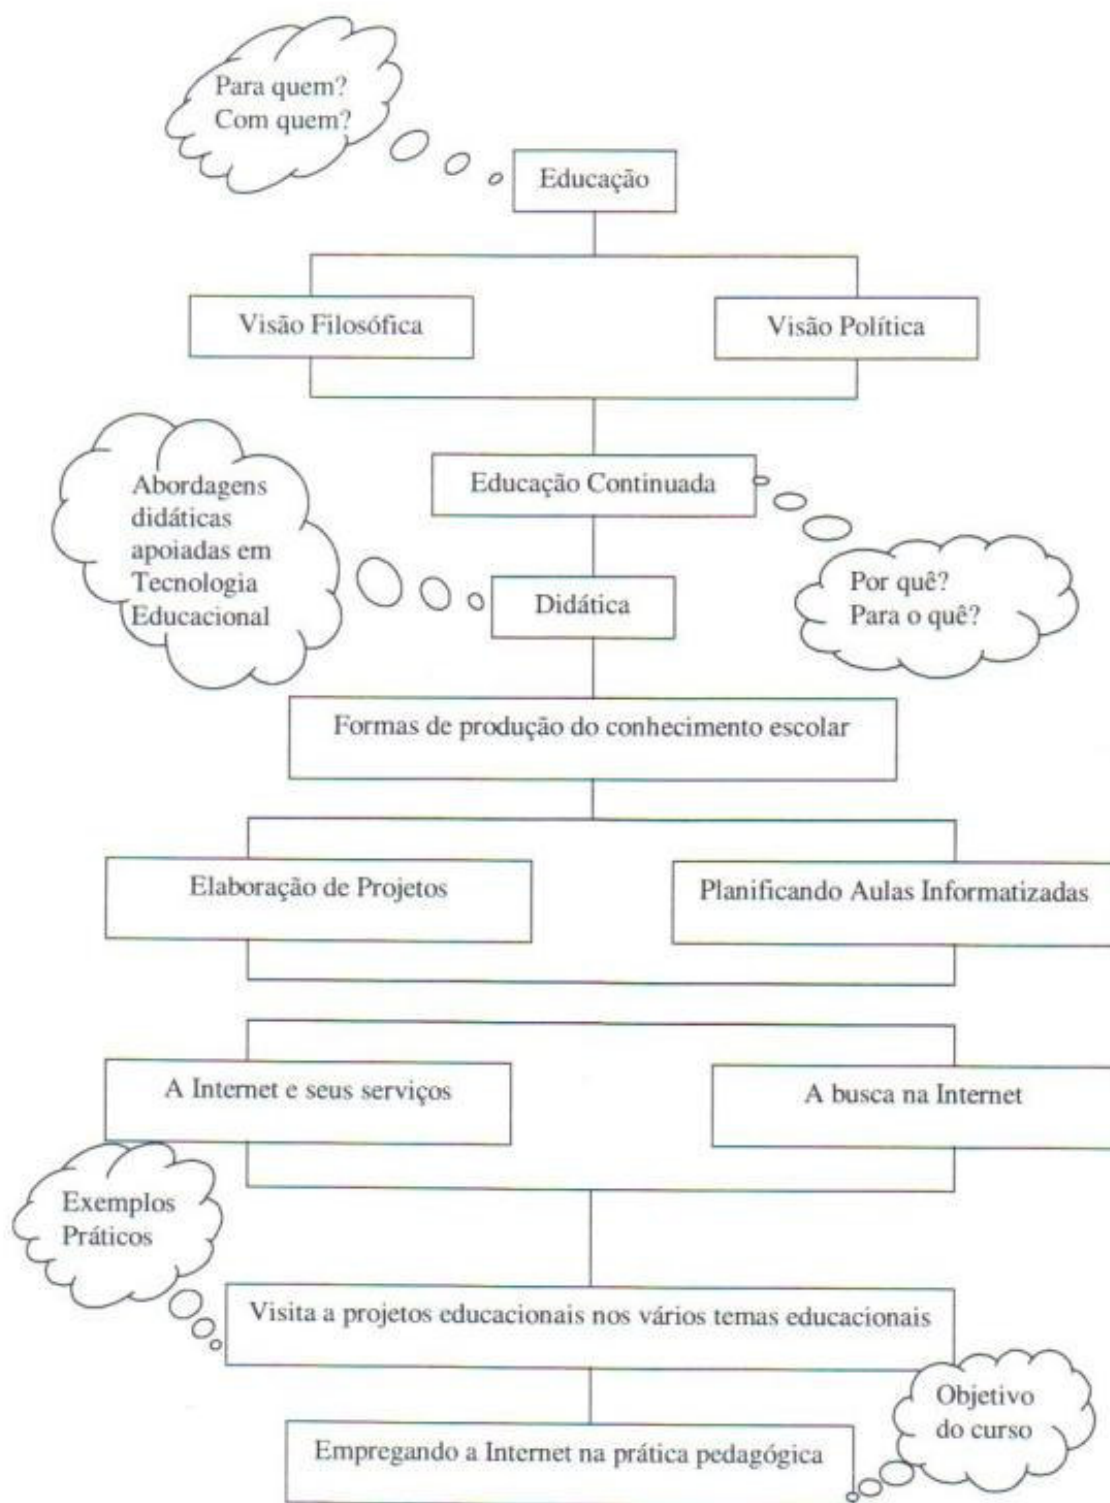 Para quem?
Com quem?
Educação
Visão Filosófica
Visão Política
Educação Continuada
Abordagens
didáticas
apoiadas em
Tecnologia
Educacional
Didática
Por quê?
Para o quê?
Formas de produção do conhecimento escolar
Elaboração de Projetos
Planificando Aulas Informatizadas
A Internet e seus serviços
A busca na Internet
Exemplos
Práticos
Visita a projetos educacionais nos vários temas educacionais
Objetivo
do curso
Empregando a Internet na prática pedagógica